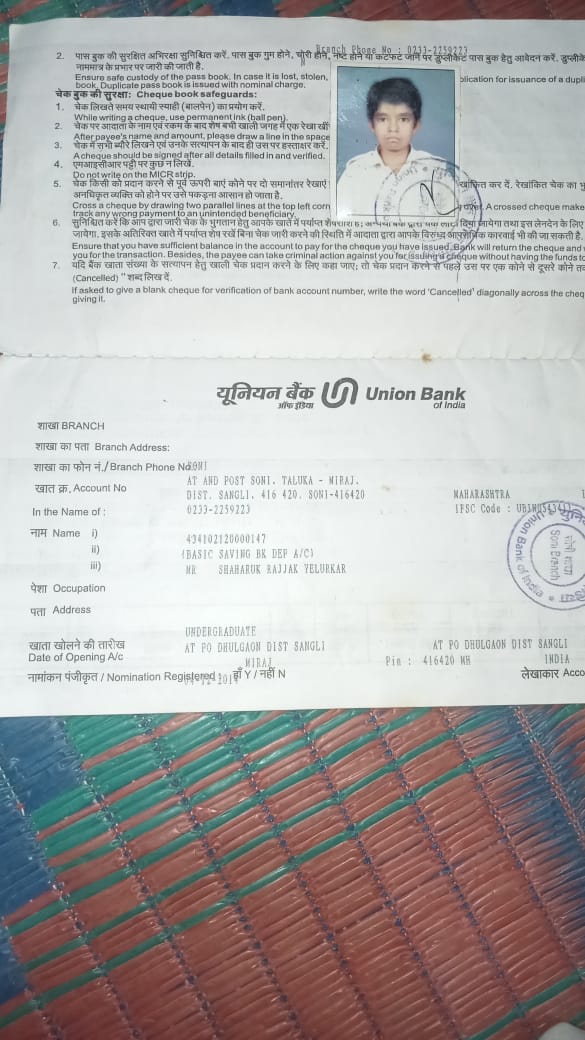 Branch Phone No : 0233-2259223
2. पास बुक की सुरक्षित अभिरक्षा सुनिश्चित करें. पास बुक गुम होने, चोरी होने, नष्ट होने या कटफट जाने पर डुप्लीकेट पास बुक हेतु आवेदन करें. डुप्लीके
नाममात्र के प्रभार पर जारी की जाती है.
Ensure safe custody of the pass book. In case it is lost, stolen, plication for issuance of a dupli
book, Duplicate pass book is issued with nominal charge.
चेक बुक की सुरक्षा: Cheque book safeguards:
1. चेक लिखते समय स्थायी स्याही (बालपेन) का प्रयोग करें.
While writing a cheque, use permanent ink (ball pen).
2. चेक पर आदाता के नाम एवं रकम के बाद शेष बची खाली जगह में एक रेखा खीं
After payee's name and amount, please draw a line in the space
3. चेक में सभी ब्यौरे लिखने एवं उनके सत्यापन के बाद ही उस पर हस्ताक्षर करें.
A cheque should be signed after all details filled in and verified.
4. एमआइसीआर पट्टी पर कुछ न लिखें.
Do not write on the MICR strip.
5. चेक किसी को प्रदान करने से पूर्व ऊपरी बाएं कोने पर दो समानांतर रेखाएं खांकित कर दें. रेखांकित चेक का भु
अनधिकृत व्यक्ति को होने पर उसे पकड़ना आसान हो जाता है.
Cross a cheque by drawing two parallel lines at the top left corn over. A crossed cheque make
track any wrong payment to an unintended beneficiary.
6. सुनिश्चित करें कि आप द्वारा जारी चेक के भुगतान हेतु आपके खाते में पर्याप्त शेषराशि है; दिया जायेगा तथा इस लेनदेन के लिए
जायेगा. इसके अतिरिक्त खाते में पर्याप्त शेष रखें बिना चेक जारी करने की स्थिति में आदाता द्वारा आपके विरुद्ध आपराधिक कारवाई भी की जा सकती है.
Ensure that you have sufficient balance in the account to pay for the cheque you have issued. Bank will return the cheque and
you for the transaction. Besides, the payee can take criminal action against you for issuing a cheque without having the funds to
7. यदि बैंक खाता संख्या के सत्यापन हेतु खाली चेक प्रदान करने के लिए कहा जाए; तो चेक प्रदान करने से पहले उस पर एक कोने से दूसरे कोने तक
(Cancelled) " शब्द लिख दें.
If asked to give a blank cheque for verification of bank account number, write the word 'Cancelled' diagonally across the cheq
giving it.
यूनियन बैंक Union Bank
ऑफ इंडिया of India
शाखा BRANCH
शाखा का पता Branch Address:
शाखा का फोन नं./Branch Phone No SONI
AT AND POST SONI. TALUKA - MIRAJ.
खात क्र. Account No
DIST. SANGLI. 416 420. SONI-416420 MAHARASHTRA
In the Name of : 0233-2259223 IFSC Code :
नाम Name i)
434102120000147
ii) (BASIC SAVING BK DEP A/C)
iii) MR SHAHARUK RAJJAK YELURKAR
पेशा Occupation
पता Address
UNDERGRADUATE
खाता खोलने की तारीख AT PO DHULGAON DIST SANGLI AT PO DHULGAON DIST SANGLI
Date of Opening A/c MIRAJ Pin : 416420 MH INDIA
नामांकन पंजीकृत / Nomination Registered : हाँ Y / नहीं N लेखाकार Acco
Union Bank of India
सोनी शाखा
Soni Branch